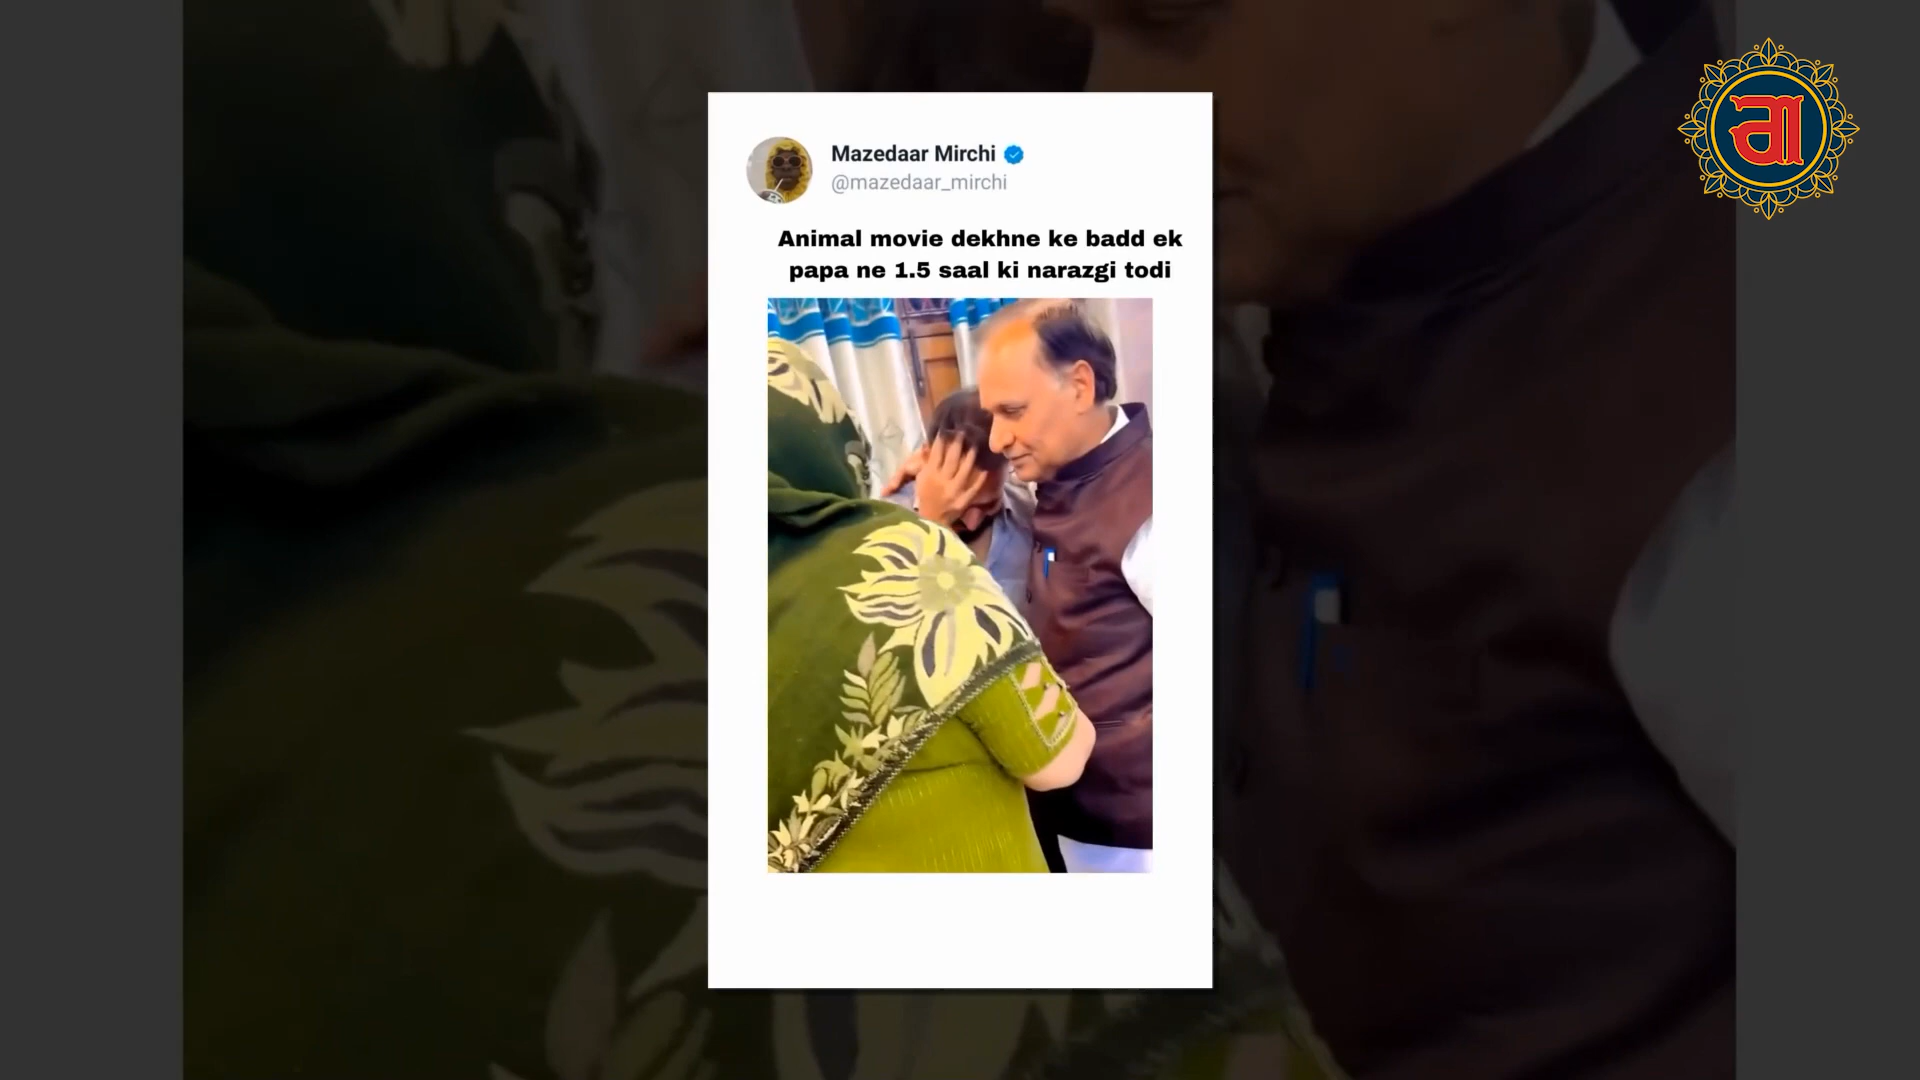 Mazedaar Mirchi
@mazedaar_mirchi
Animal movie dekhne ke badd ek
papa ne 1.5 saal ki narazgi todi